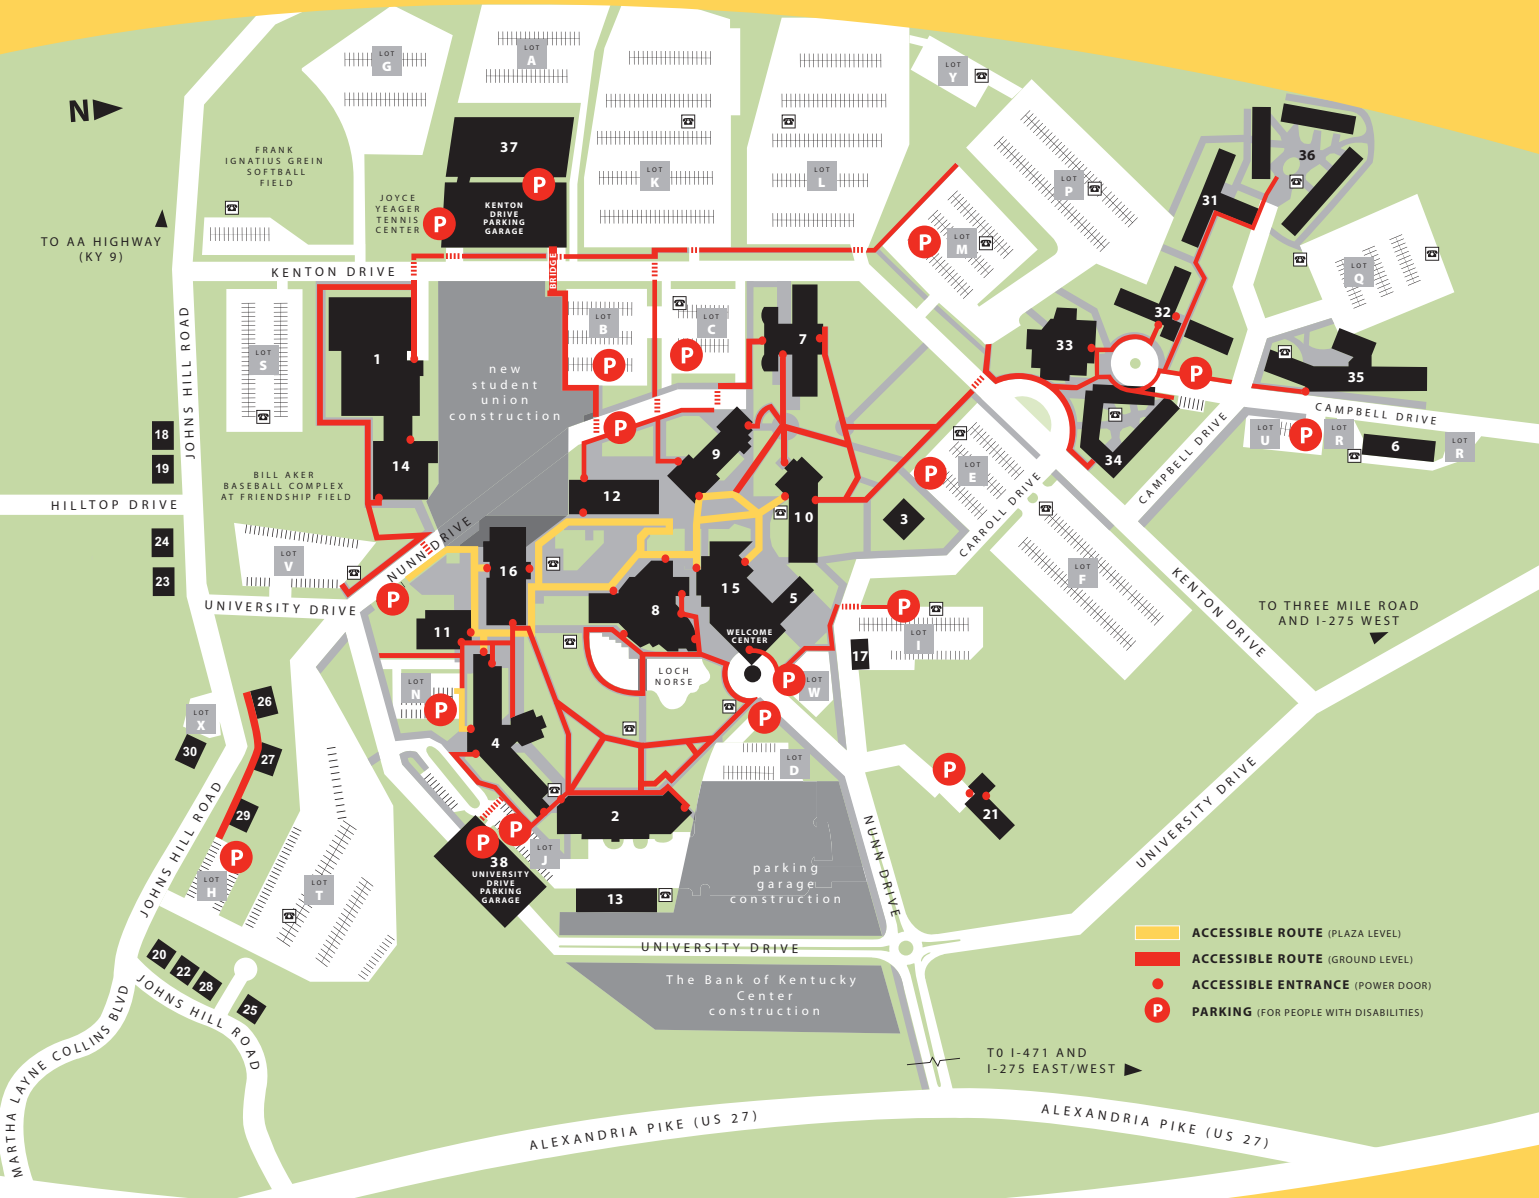 LOT
G
LOT
A
LOT
Y
N
FRANK
IGNATIUS GREIN
SOFTBALL
FIELD
37
LOT
K
LOT
L
LOT
P
36
31
JOYCE
YEAGER
TENNIS
CENTER
P
P
KENTON
DRIVE
PARKING
GARAGE
P
LOT
M
TO AA HIGHWAY
(KY 9)
KENTON DRIVE
BRIDGE
LOT
Q
JOHNS HILL ROAD
LOT
S
1
new
student
union
construction
LOT
B
P
LOT
C
P
7
32
33
P
35
18
19
14
P
9
CAMPBELL DRIVE
LOT
U
P
LOT
R
6
LOT
R
34
CAMPBELL DRIVE
BILL AKER
BASEBALL COMPLEX
AT FRIENDSHIP FIELD
HILLTOP DRIVE
12
10
P
LOT
E
3
CARROLL DRIVE
24
23
LOT
V
NUNN DRIVE
16
15
5
8
LOT
F
KENTON DRIVE
UNIVERSITY DRIVE
P
11
WELCOME
CENTER
P
LOT
I
17
TO THREE MILE ROAD
AND I-275 WEST
LOT
N
P
LOCH
NORSE
P
LOT
W
P
26
LOT
X
30
27
4
LOT
D
P
21
29
2
JOHNS HILL ROAD
P
LOT
H
LOT
T
P
P
38
UNIVERSITY
DRIVE
PARKING
GARAGE
LOT
J
13
parking
garage
construction
NUNN DRIVE
UNIVERSITY DRIVE
UNIVERSITY DRIVE
20
22
28
25
JOHNS HILL ROAD
The Bank of Kentucky
Center
construction
MARTHA LAYNE COLLINS BLVD
ACCESSIBLE ROUTE (PLAZA LEVEL)
ACCESSIBLE ROUTE (GROUND LEVEL)
ACCESSIBLE ENTRANCE (POWER DOOR)
P
PARKING (FOR PEOPLE WITH DISABILITIES)
TO I-471 AND
I-275 EAST/WEST
ALEXANDRIA PIKE (US 27)
ALEXANDRIA PIKE (US 27)